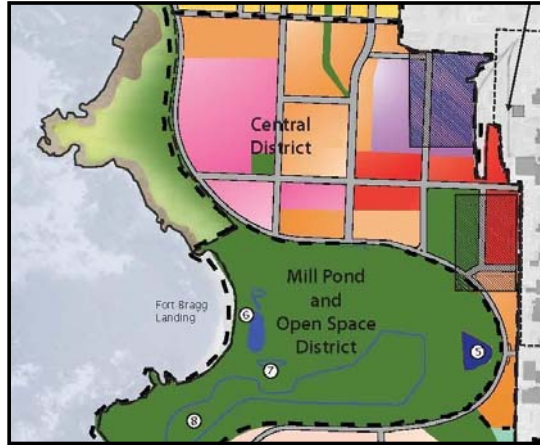 Central
District
Mill Pond
and
Open Space
District
Fort Bragg
Landing
6
5
7
8